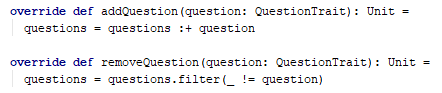 override def addQuestion(question: QuestionTrait): Unit =
  questions = questions :+ question
override def removeQuestion(question: QuestionTrait): Unit =
  questions = questions.filter(_ != question)